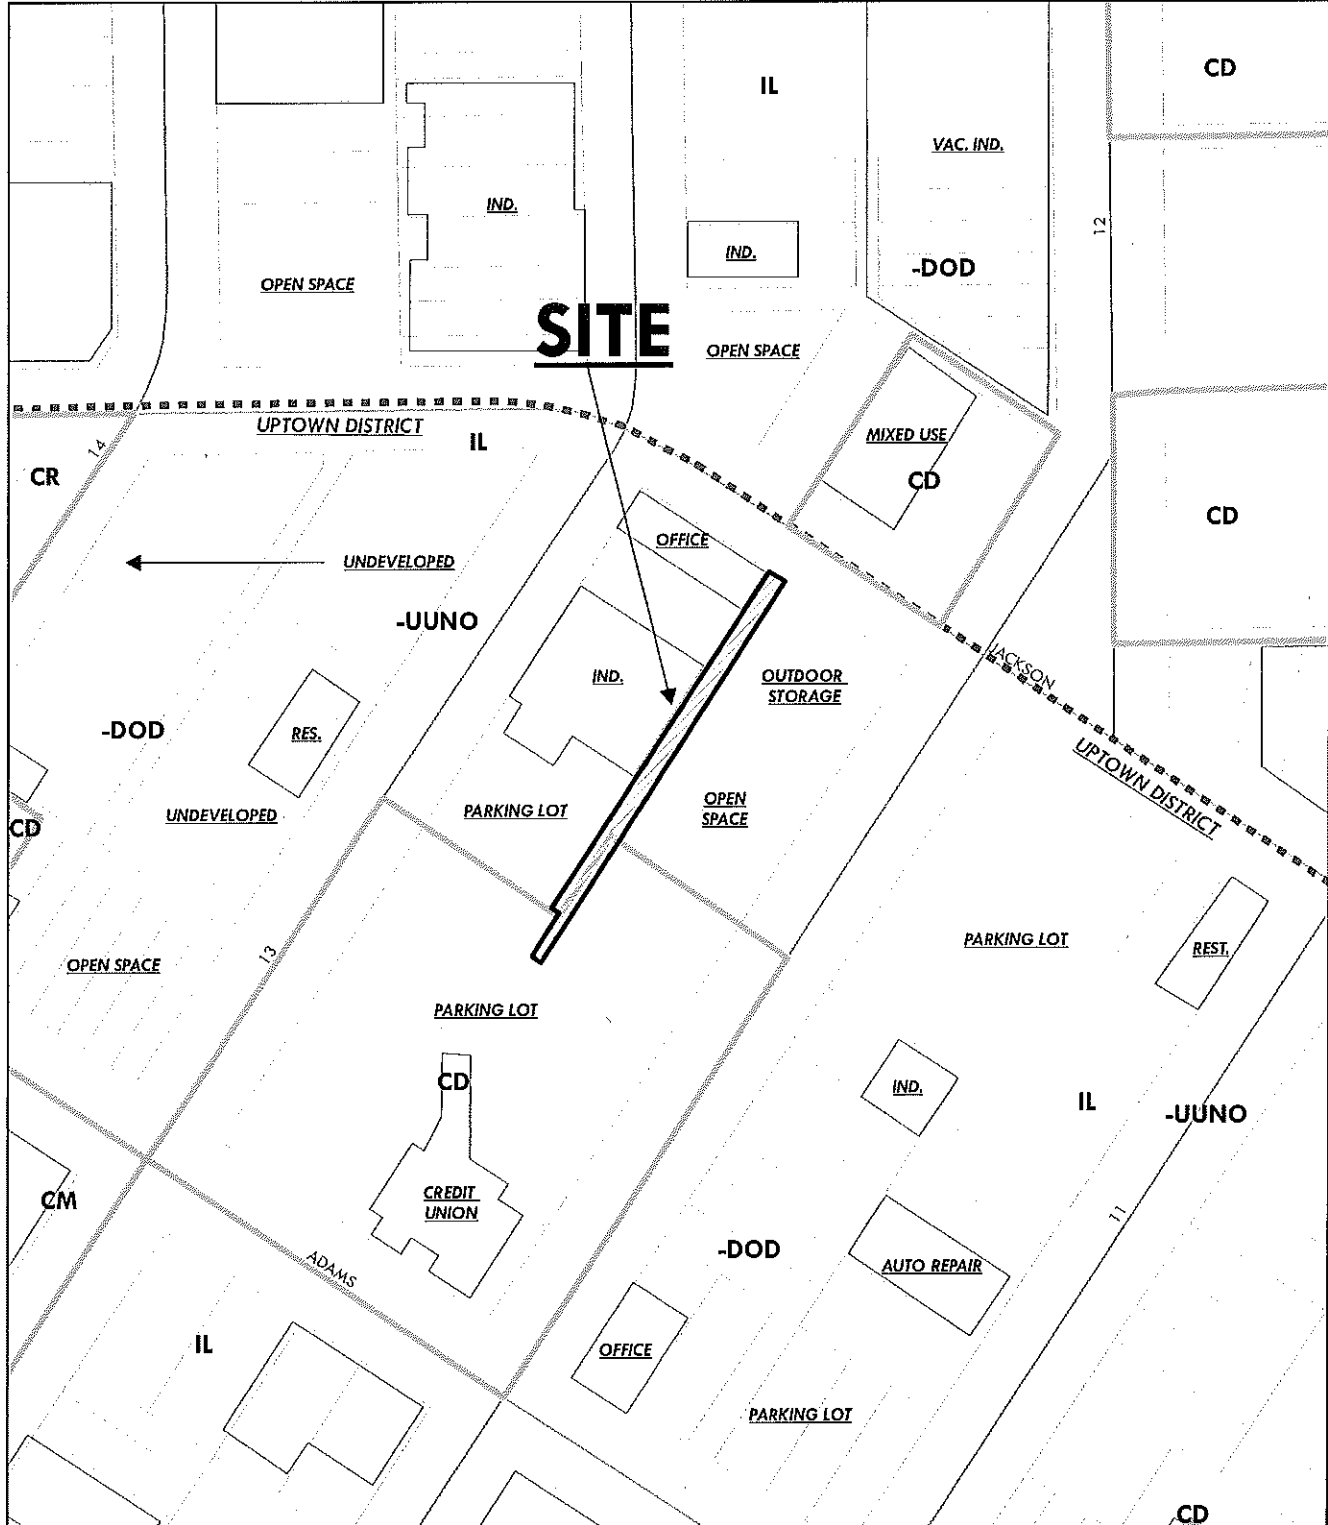 CD
IL
VAC. IND.
IND.
12
IND.
-DOD
OPEN SPACE
SITE
OPEN SPACE
UPTOWN DISTRICT
IL
MIXED USE
14
CR
CD
CD
OFFICE
UNDEVELOPED
-UUNO
JACKSON
IND.
OUTDOOR
STORAGE
-DOD
RES.
UPTOWN DISTRICT
OPEN
SPACE
PARKING LOT
UNDEVELOPED
CD
PARKING LOT
REST.
13
OPEN SPACE
PARKING LOT
CD
IND.
IL
-UUNO
CM
CREDIT
UNION
11
-DOD
ADAMS
AUTO REPAIR
IL
OFFICE
PARKING LOT
CD